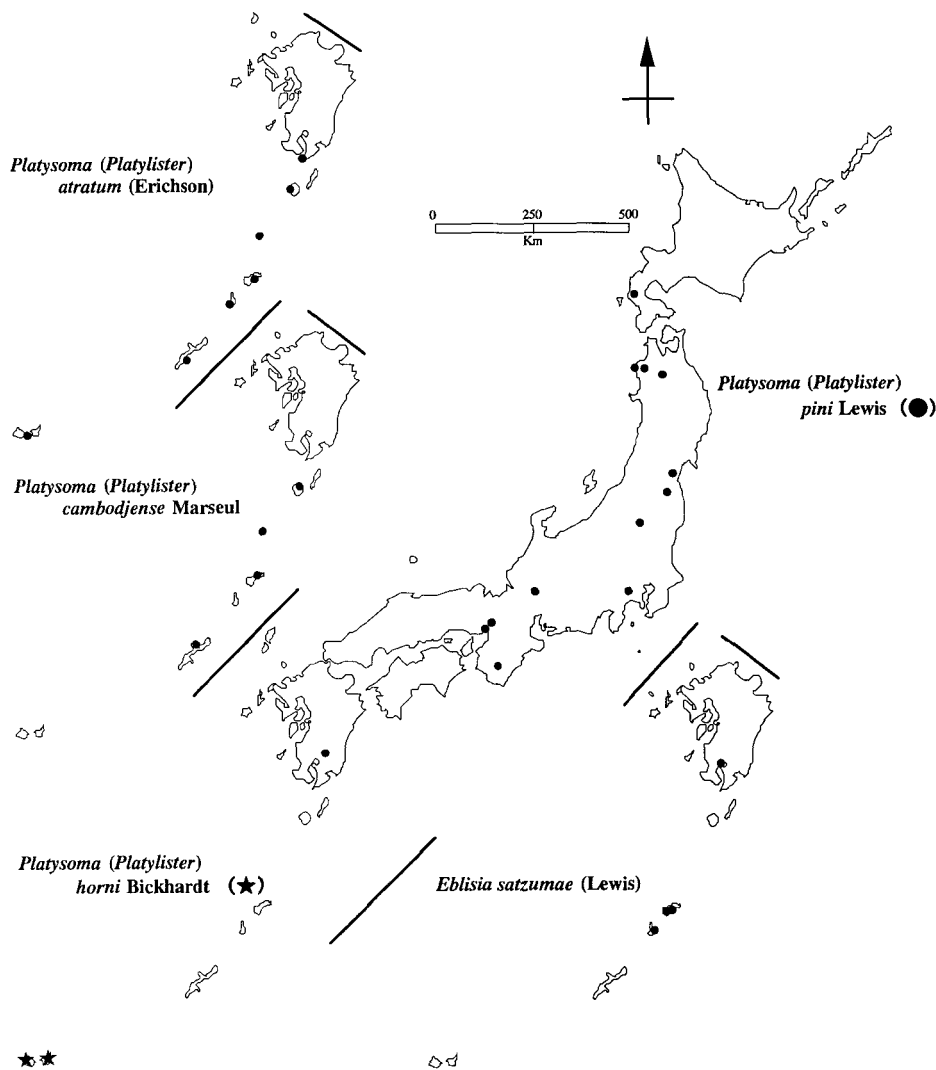 Platysoma (Platylister)
atratum (Erichson)
0 250 500
Km
Platysoma (Platylister)
pini Lewis (●)
Platysoma (Platylister)
cambodjense Marseul
Platysoma (Platylister)
horni Bickhardt (★)
Eblisia satzumae (Lewis)